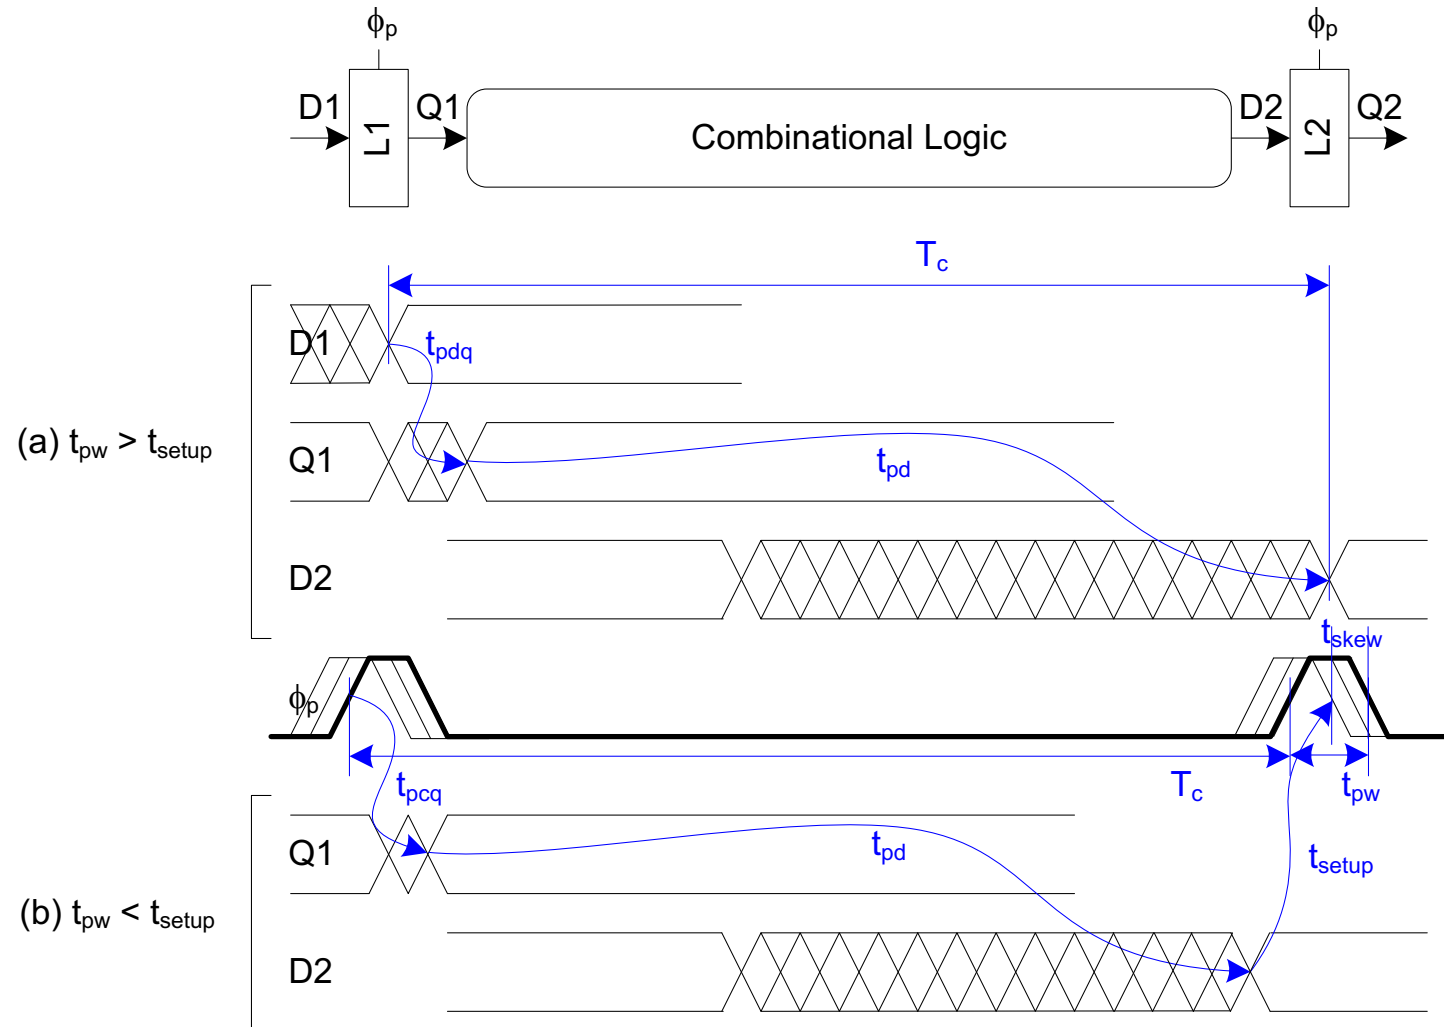 ϕp ϕp
D1 L1 Q1 Combinational Logic D2 L2 Q2
Tc
D1 tpdq
(a) tpw > tsetup
Q1 tpd
D2
tskew
ϕp
tpcq Tc tpw
Q1 tpd tsetup
(b) tpw < tsetup
D2